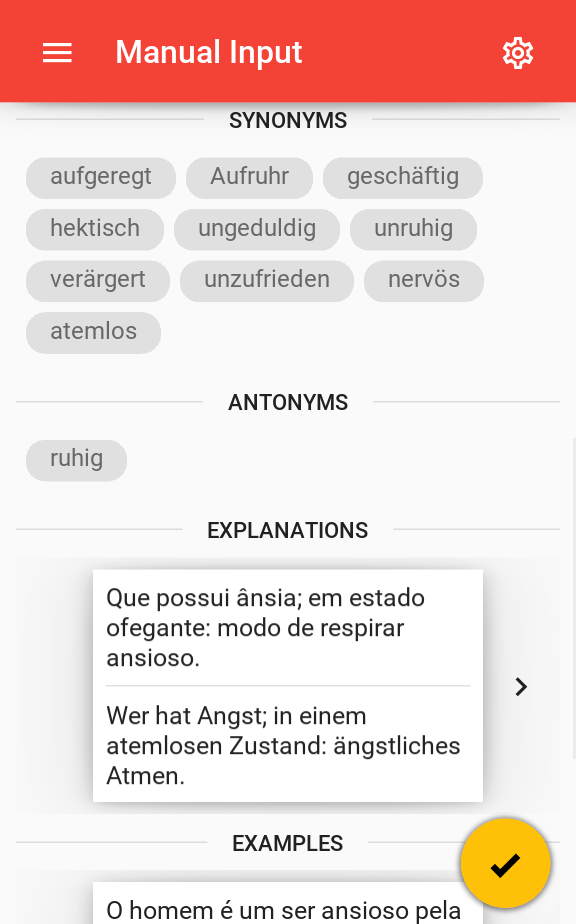 Manual Input
SYNONYMS
aufgeregt Aufruhr geschäftig
hektisch ungeduldig unruhig
verärgert unzufrieden nervös
atemlos
ANTONYMS
ruhig
EXPLANATIONS
Que possui ânsia; em estado
ofegante: modo de respirar
ansioso.
Wer hat Angst; in einem
atemlosen Zustand: ängstliches
Atmen.
EXAMPLES
O homem é um ser ansioso pela